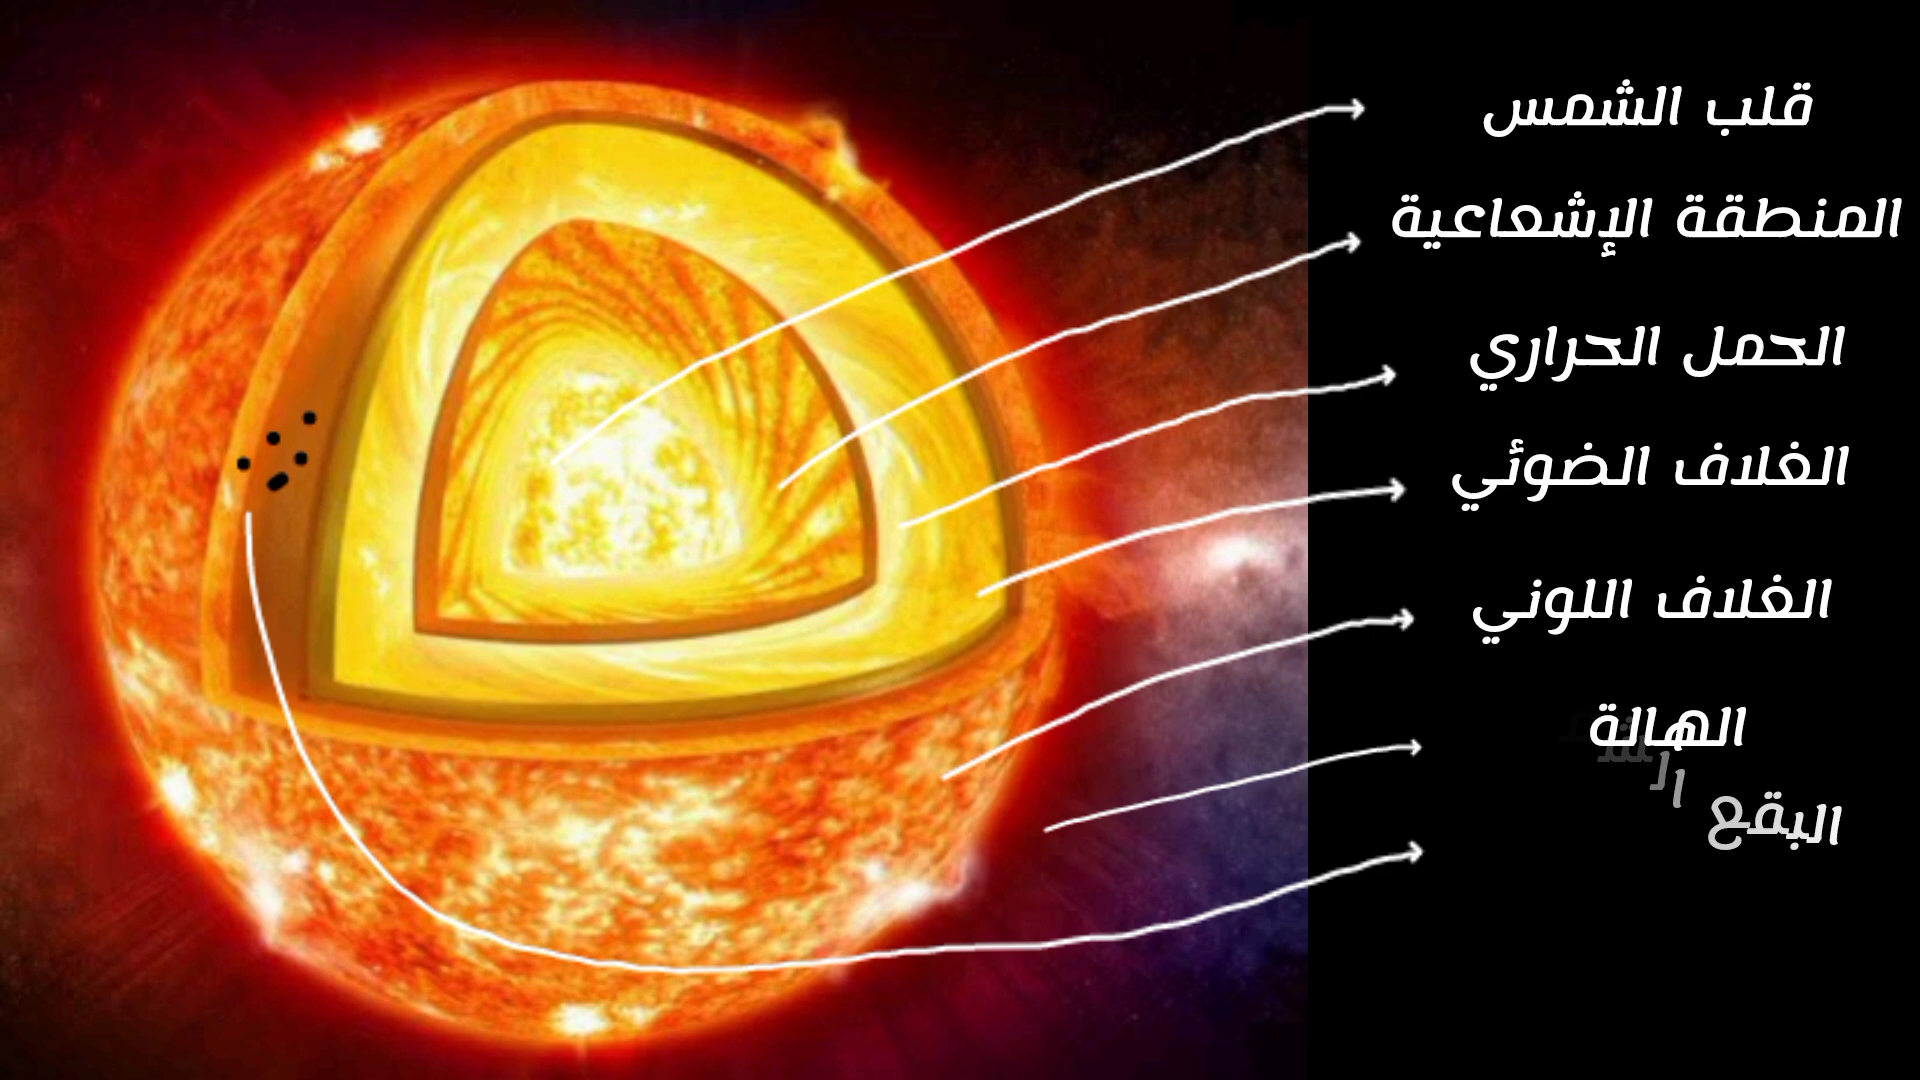 قلب الشمس
المنطقة الإشعاعية
الحمل الحراري
الغلاف الضوئي
الغلاف اللوني
الهالة
البقع